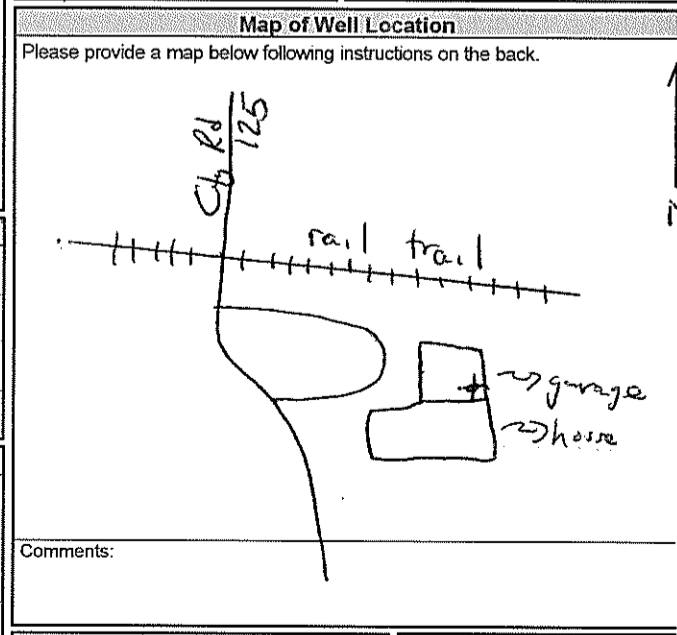 Map of Well Location
Please provide a map below following instructions on the back.
Rd
125
rail trail
garage
house
Comments: